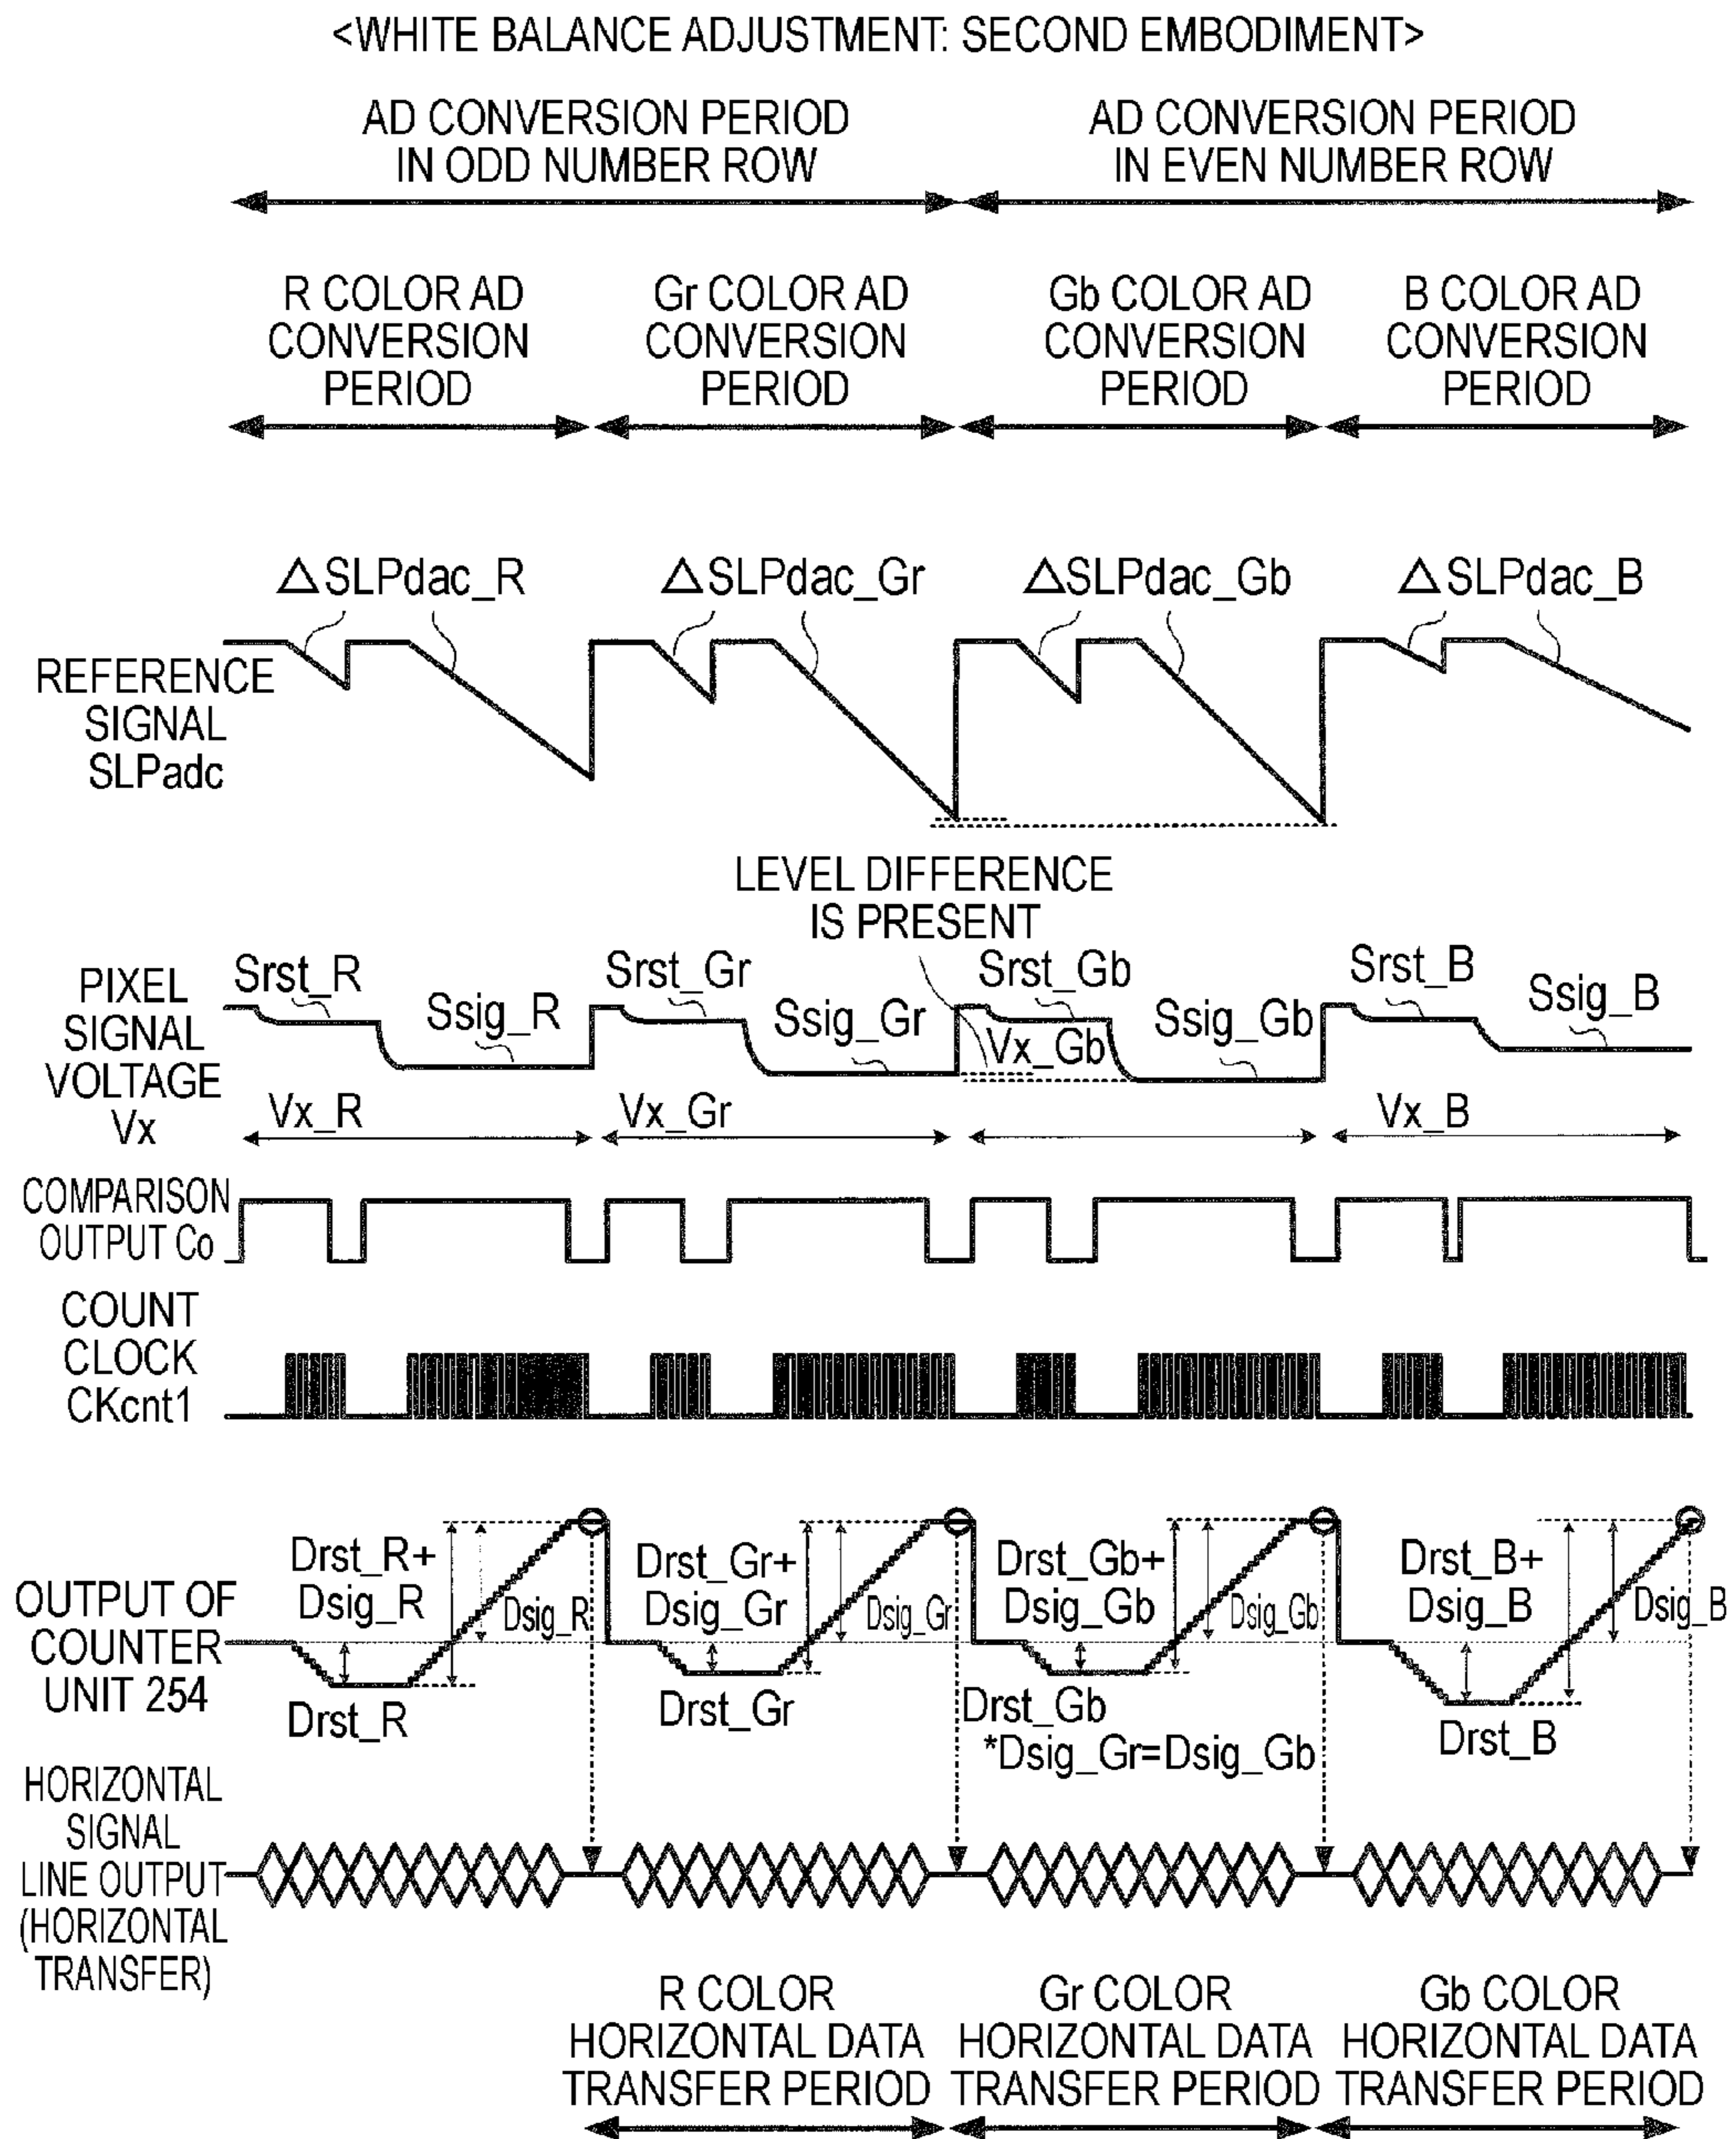 <WHITE BALANCE ADJUSTMENT: SECOND EMBODIMENT>
AD CONVERSION PERIOD
IN ODD NUMBER ROW
AD CONVERSION PERIOD
IN EVEN NUMBER ROW
R COLOR AD
CONVERSION
PERIOD
Gr COLOR AD
CONVERSION
PERIOD
Gb COLOR AD
CONVERSION
PERIOD
B COLOR AD
CONVERSION
PERIOD
△SLPdac_R
△SLPdac_Gr
△SLPdac_Gb
△SLPdac_B
REFERENCE
SIGNAL
SLPadc
LEVEL DIFFERENCE
IS PRESENT
PIXEL
SIGNAL
VOLTAGE
Vx
Srst_R
Ssig_R
Srst_Gr
Ssig_Gr
Srst_Gb
Ssig_Gb
Srst_B
Ssig_B
Vx_R
Vx_Gr
Vx_Gb
Vx_B
COMPARISON
OUTPUT Co
COUNT
CLOCK
CKcnt1
OUTPUT OF
COUNTER
UNIT 254
Drst_R+
Dsig_R
Dsig_R
Drst_R
Drst_Gr+
Dsig_Gr
Dsig_Gr
Drst_Gr
Drst_Gb+
Dsig_Gb
Dsig_Gb
Drst_Gb
*Dsig_Gr=Dsig_Gb
Drst_B+
Dsig_B
Dsig_B
Drst_B
HORIZONTAL
SIGNAL
LINE OUTPUT
(HORIZONTAL
TRANSFER)
R COLOR
HORIZONTAL DATA
TRANSFER PERIOD
Gr COLOR
HORIZONTAL DATA
TRANSFER PERIOD
Gb COLOR
HORIZONTAL DATA
TRANSFER PERIOD